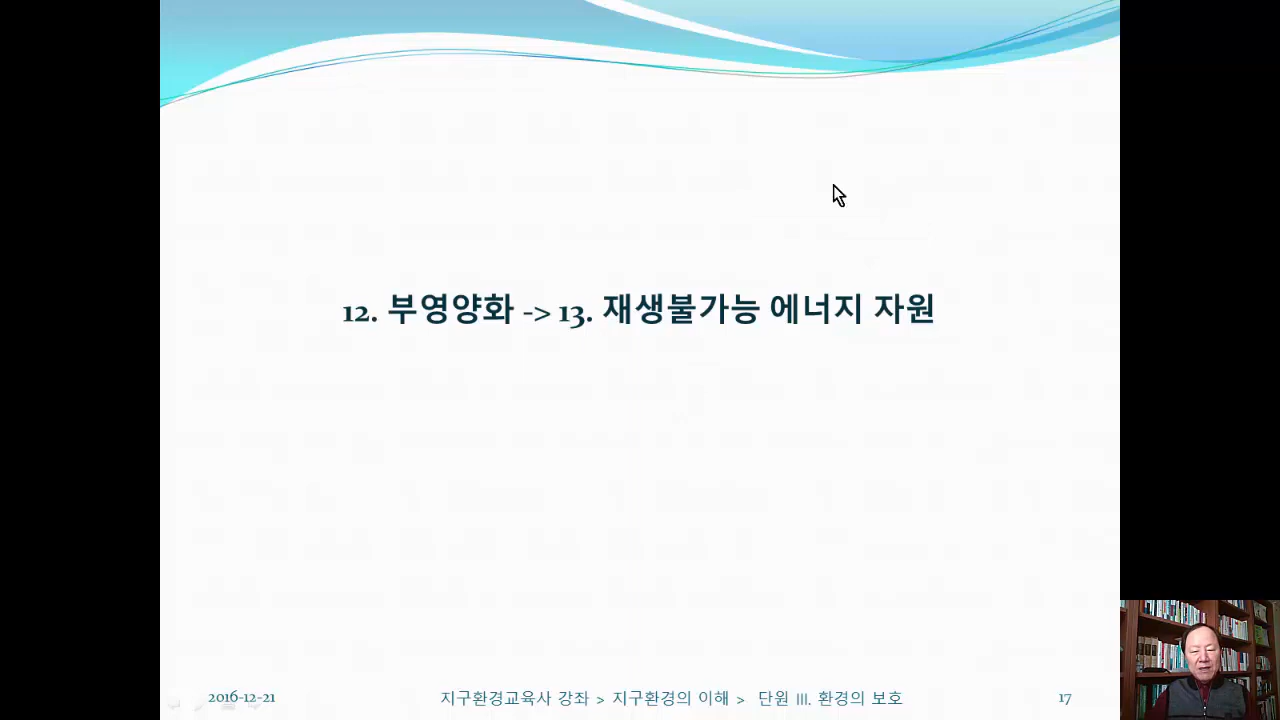 12. 부영양화 -> 13. 재생불가능 에너지 자원
2016-12-21
지구환경교육사 강좌 > 지구환경의 이해 > 단원 III. 환경의 보호
17